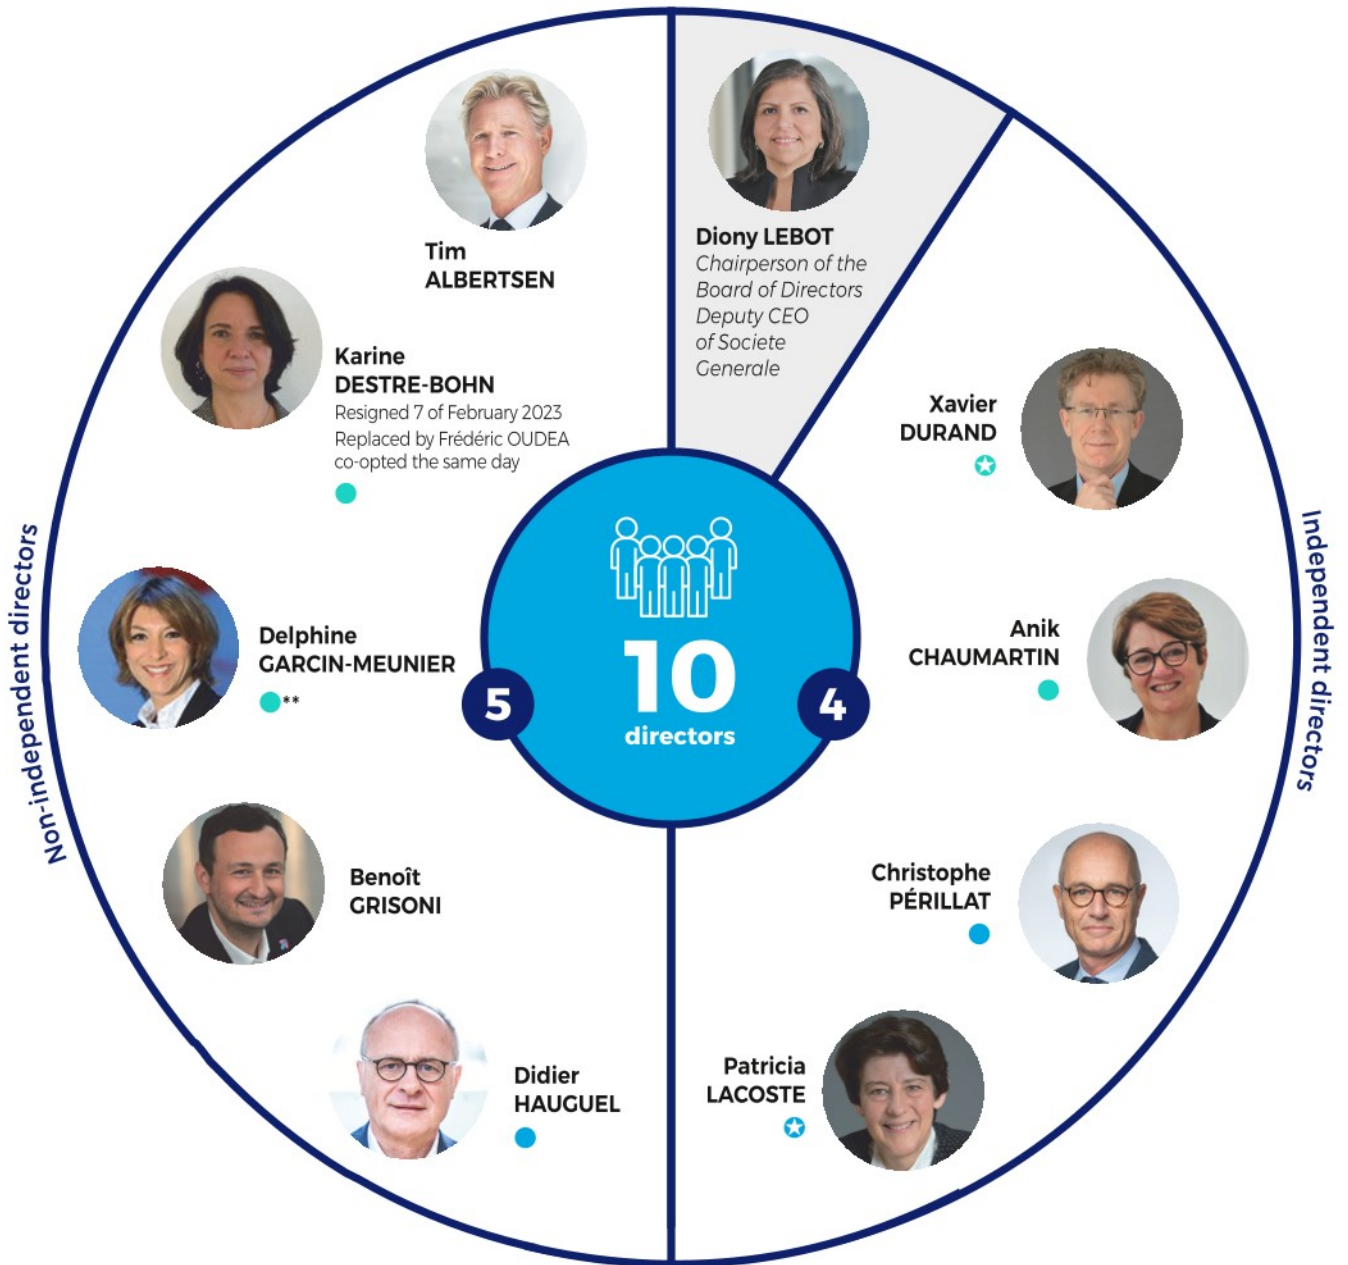 Tim
ALBERTSEN
Diony LEBOT
Chairperson of the
Board of Directors
Deputy CEO
of Societe
Generale
Karine
DESTRE-BOHN
Resigned 7 of February 2023
Replaced by Frédéric OUDEA
co-opted the same day
Xavier
DURAND
Non-independent directors
Independent directors
Delphine
GARCIN-MEUNIER
**
Anik
CHAUMARTIN
5
10
directors
4
Benoît
GRISONI
Christophe
PÉRILLAT
Didier
HAUGUEL
Patricia
LACOSTE